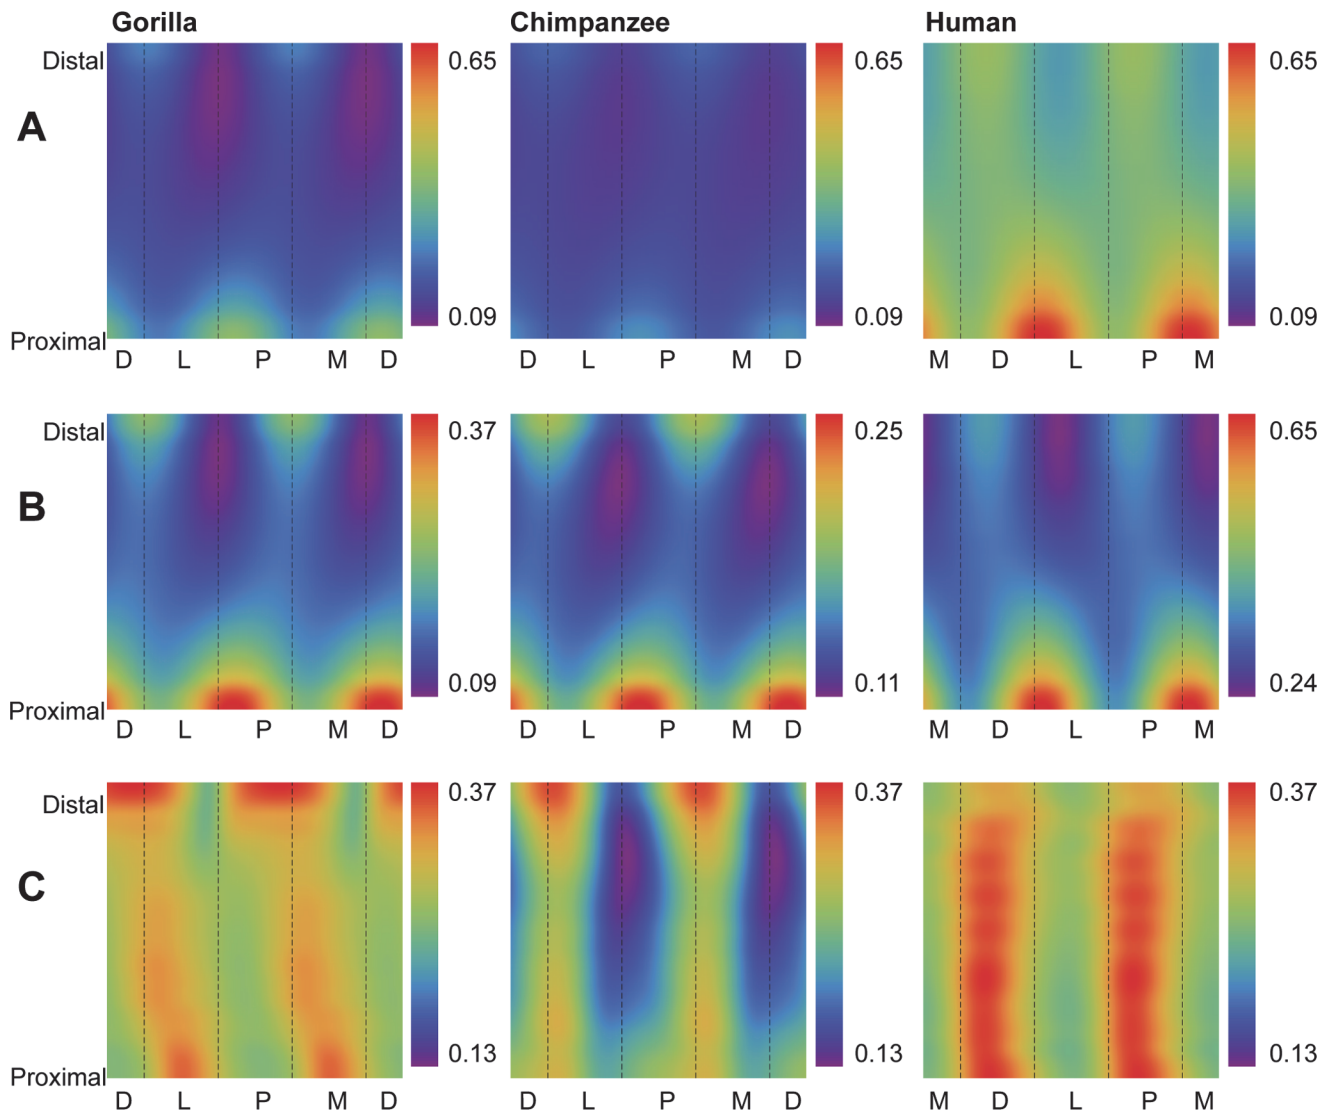 Gorilla Chimpanzee Human
A
Distal 0.65 0.65 0.65
0.09 0.09 0.09
Proximal
D L P M D D L P M D M D L P M
B
Distal 0.37 0.25 0.65
0.09 0.11 0.24
Proximal
D L P M D D L P M D M D L P M
C
Distal 0.37 0.37 0.37
0.13 0.13 0.13
Proximal
D L P M D D L P M D M D L P M